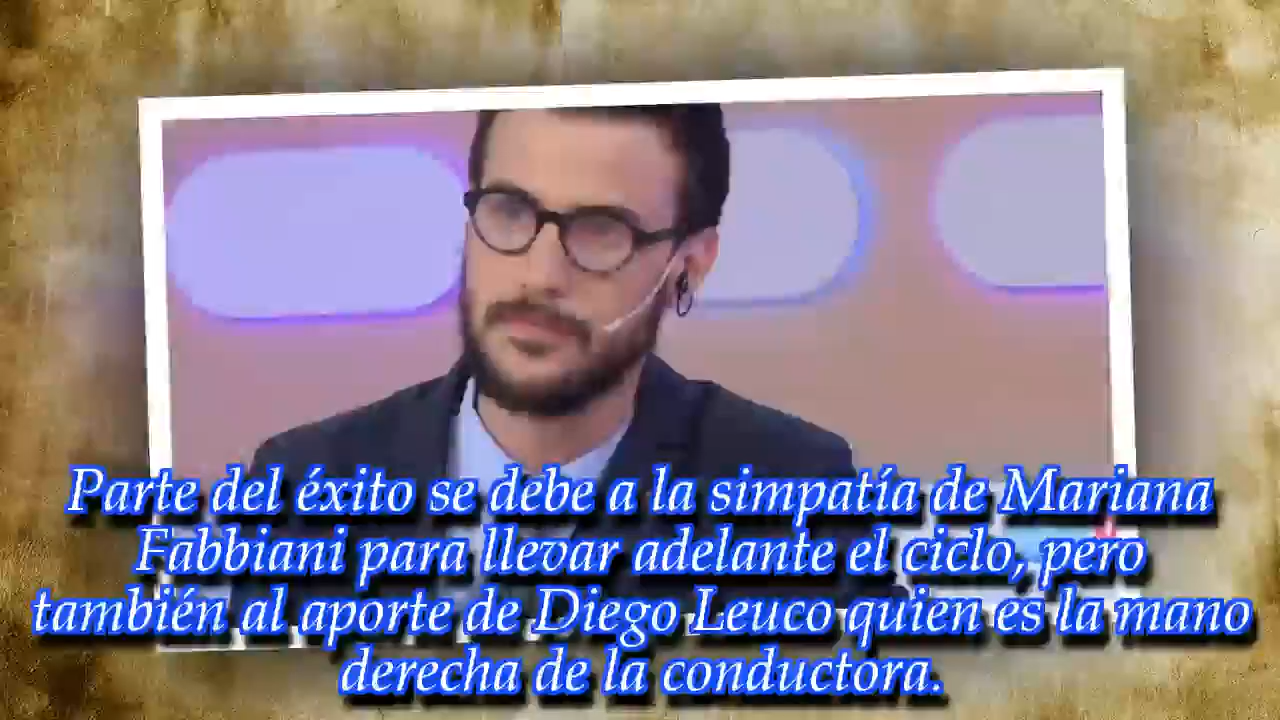 Parte del éxito se debe a la simpatía de Mariana
Fabbiani para llevar adelante el ciclo, pero
también al aporte de Diego Leuco quien es la mano
derecha de la conductora.